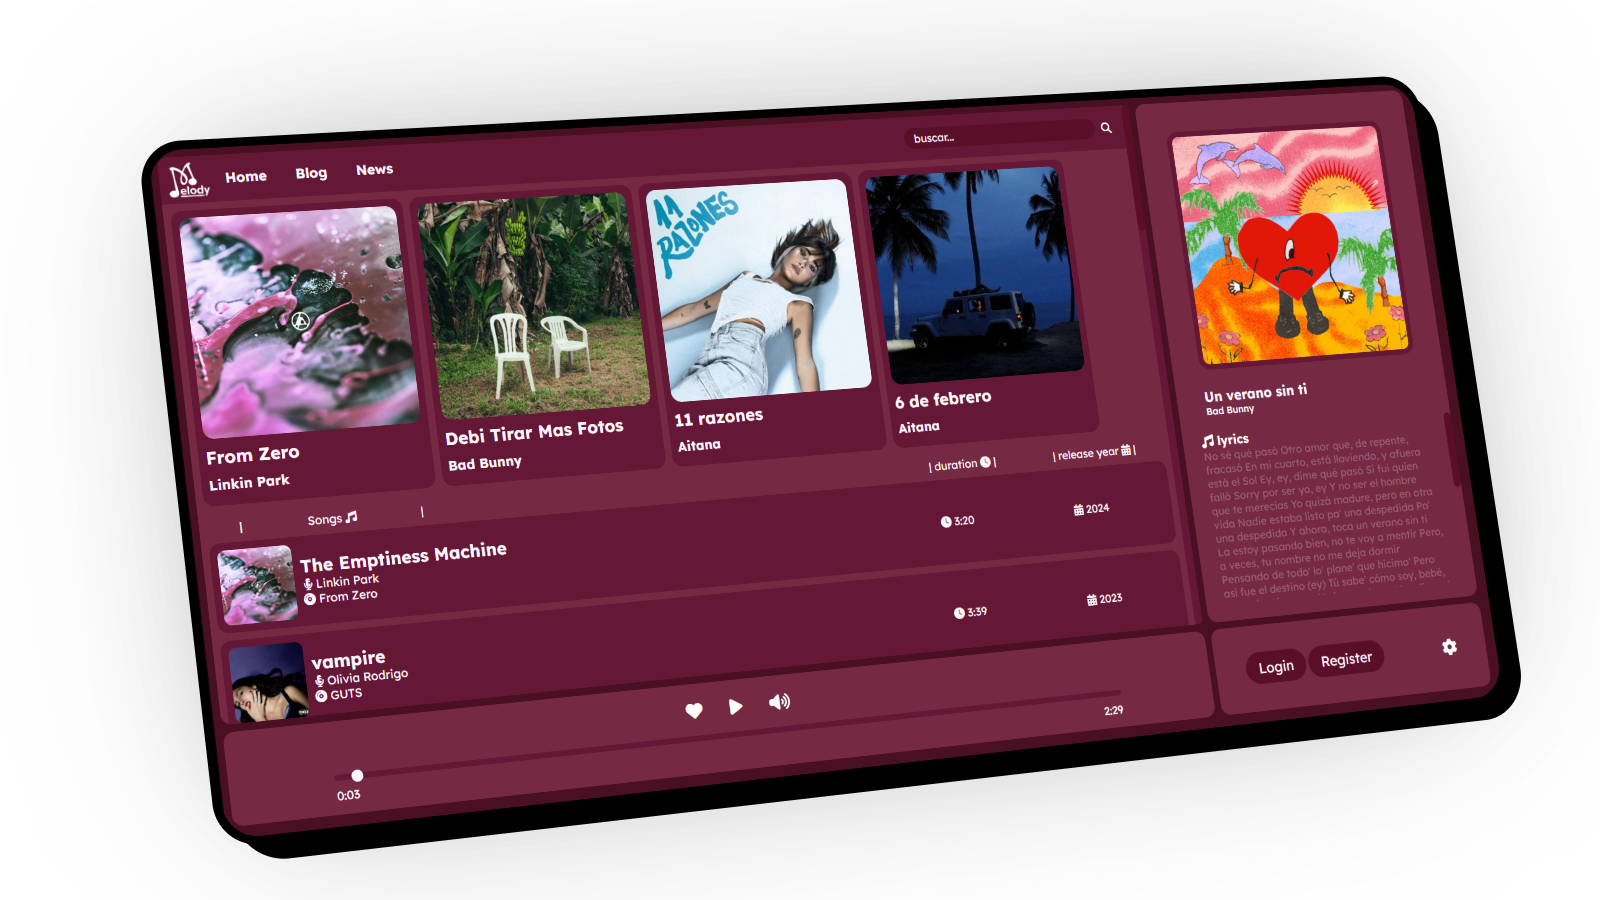 Melody
Home
Blog
News
buscar...
11
RAZONES
From Zero
Linkin Park
Debi Tirar Mas Fotos
Bad Bunny
11 razones
Aitana
6 de febrero
Aitana
| Songs |
| duration |
| release year |
The Emptiness Machine
Linkin Park
From Zero
3:20
2024
vampire
Olivia Rodrigo
GUTS
3:39
2023
0:03
2:29
Un verano sin ti
Bad Bunny
lyrics
No sé qué pasó Otro amor que, de repente,
fracasó En mi cuarto, está lloviendo, y afuera
está el Sol Ey, ey, dime qué pasó Si fui quien
falló Sorry por ser yo, ey Y no ser el hombre
que te merecías Yo quizá madure, pero en otra
vida Nadie estaba listo pa' una despedida Pa'
una despedida Y ahora, toca un verano sin ti
La estoy pasando bien, no te voy a mentir Pero,
a veces, tu nombre no me deja dormir
Pensando de todo' lo' plane' que hicimo' Pero
así fue el destino (ey) Tú sabe' cómo soy, bebé,
Login
Register